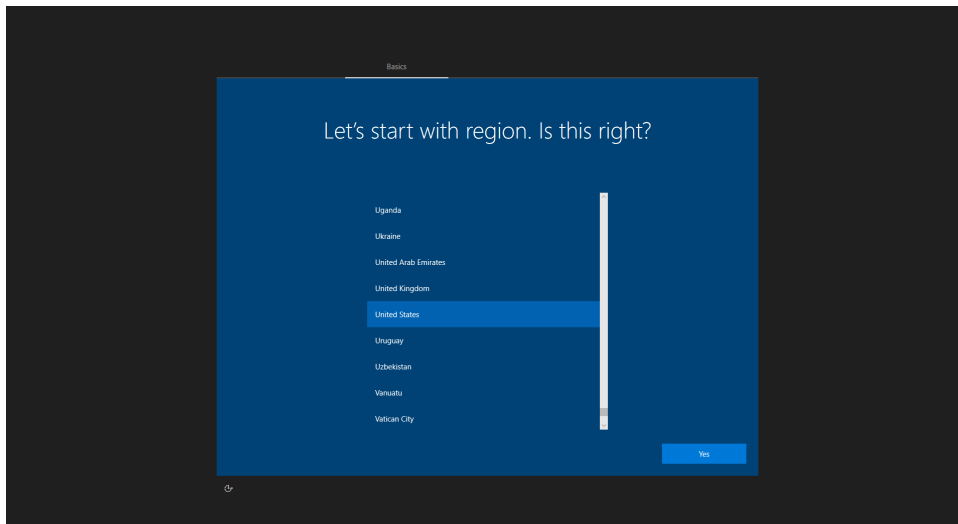 Basics
Let's start with region. Is this right?
Uganda
Ukraine
United Arab Emirates
United Kingdom
United States
Uruguay
Uzbekistan
Vanuatu
Vatican City
Yes